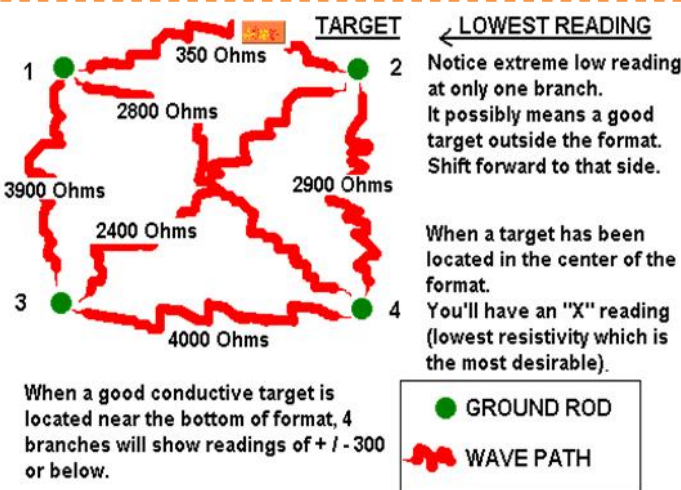 TARGET
LOWEST READING
350 Ohms
1
2
Notice extreme low reading
at only one branch.
It possibly means a good
target outside the format.
Shift forward to that side.
2800 Ohms
3900 Ohms
2900 Ohms
2400 Ohms
When a target has been
located in the center of the
format.
You'll have an "X" reading
(lowest resistivity which is
the most desirable).
3
4
4000 Ohms
When a good conductive target is
located near the bottom of format, 4
branches will show readings of + / - 300
or below.
GROUND ROD
WAVE PATH